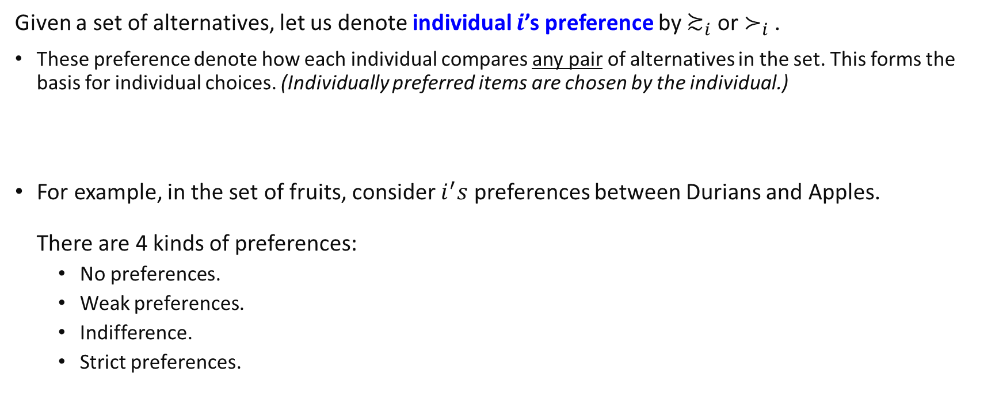 Given a set of alternatives, let us denote individual i's preference by ≿ᵢ or ≻ᵢ .
• These preference denote how each individual compares any pair of alternatives in the set. This forms the
basis for individual choices. (Individually preferred items are chosen by the individual.)
• For example, in the set of fruits, consider i's preferences between Durians and Apples.
There are 4 kinds of preferences:
• No preferences.
• Weak preferences.
• Indifference.
• Strict preferences.